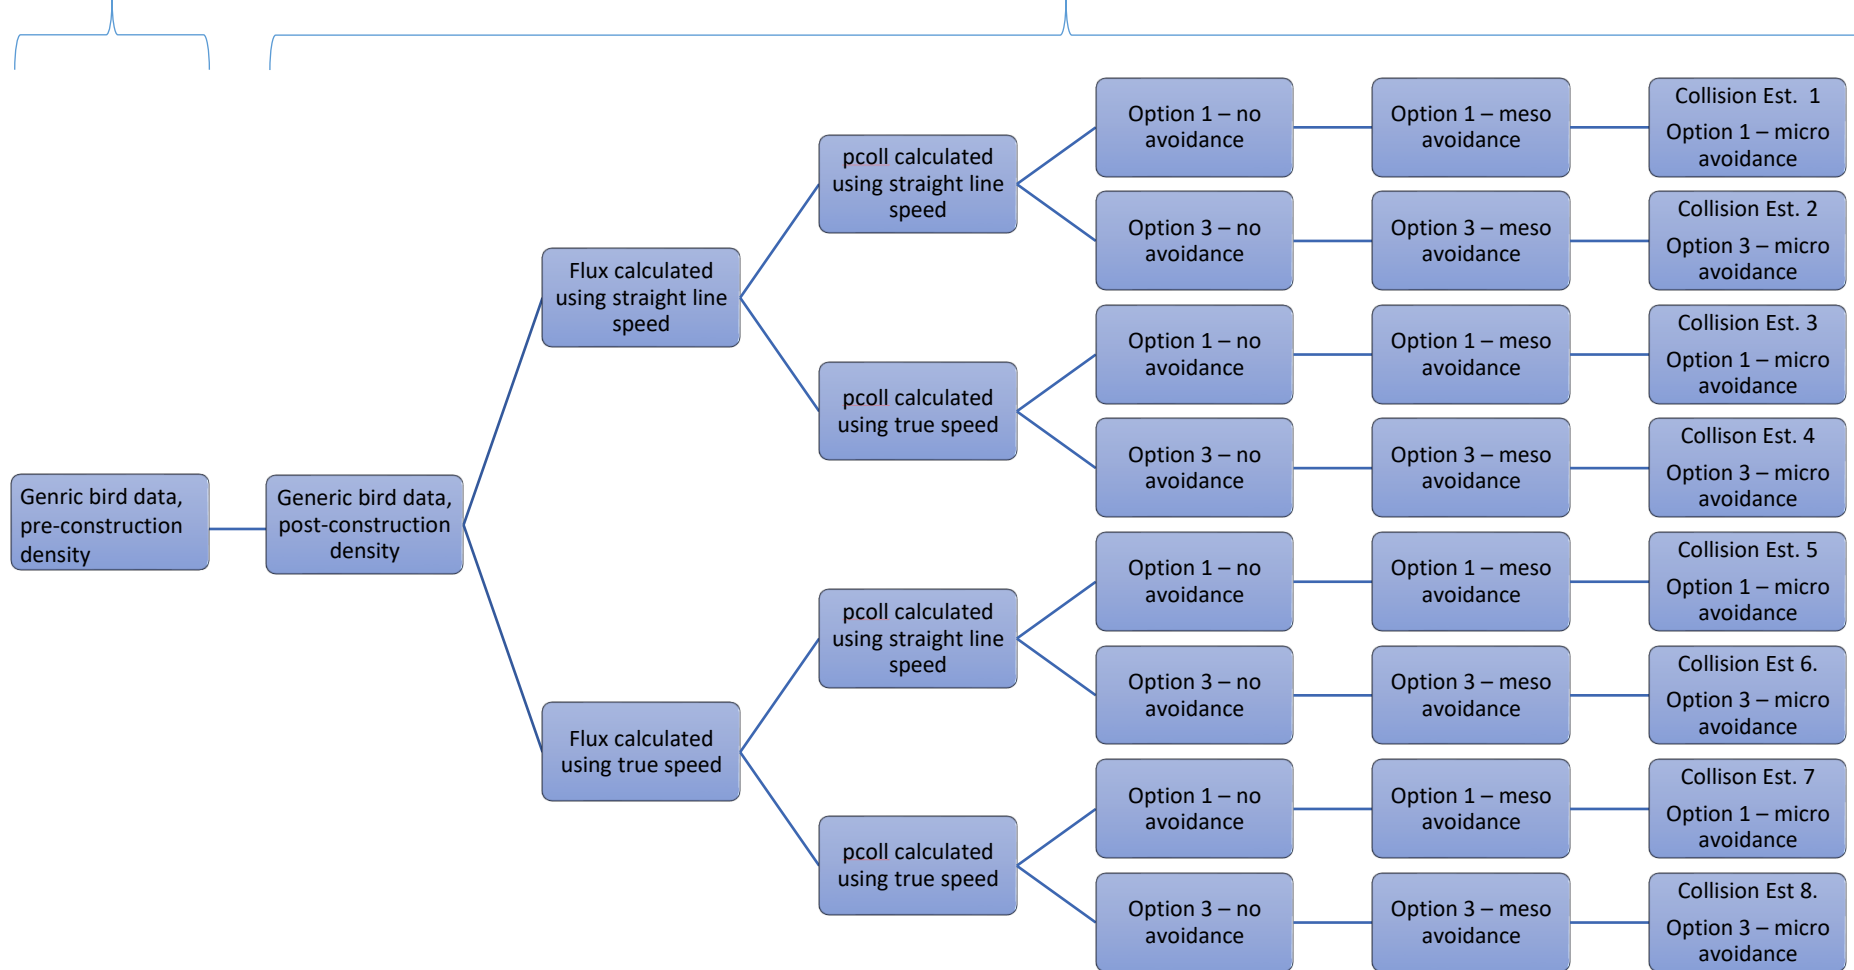 Genric bird data,
pre-construction
density
Generic bird data,
post-construction
density
Flux calculated
using straight line
speed
Flux calculated
using true speed
pcoll calculated
using straight line
speed
pcoll calculated
using true speed
pcoll calculated
using straight line
speed
pcoll calculated
using true speed
Option 1 – no
avoidance
Option 1 – meso
avoidance
Collision Est.  1
Option 1 – micro
avoidance
Option 3 – no
avoidance
Option 3 – meso
avoidance
Collision Est. 2
Option 3 – micro
avoidance
Option 1 – no
avoidance
Option 1 – meso
avoidance
Collision Est. 3
Option 1 – micro
avoidance
Option 3 – no
avoidance
Option 3 – meso
avoidance
Collison Est. 4
Option 3 – micro
avoidance
Option 1 – no
avoidance
Option 1 – meso
avoidance
Collision Est. 5
Option 1 – micro
avoidance
Option 3 – no
avoidance
Option 3 – meso
avoidance
Collision Est 6.
Option 3 – micro
avoidance
Option 1 – no
avoidance
Option 1 – meso
avoidance
Collison Est. 7
Option 1 – micro
avoidance
Option 3 – no
avoidance
Option 3 – meso
avoidance
Collision Est 8.
Option 3 – micro
avoidance